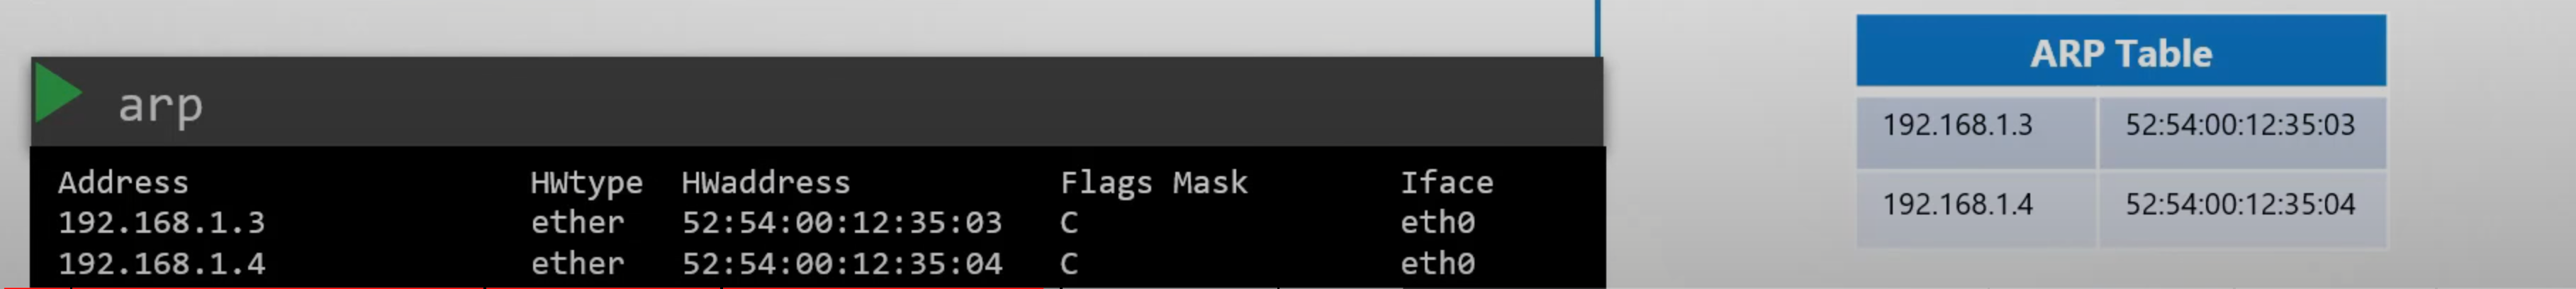 arp
Address HWtype HWaddress Flags Mask Iface
192.168.1.3 ether 52:54:00:12:35:03 C eth0
192.168.1.4 ether 52:54:00:12:35:04 C eth0
ARP Table
192.168.1.3 52:54:00:12:35:03
192.168.1.4 52:54:00:12:35:04